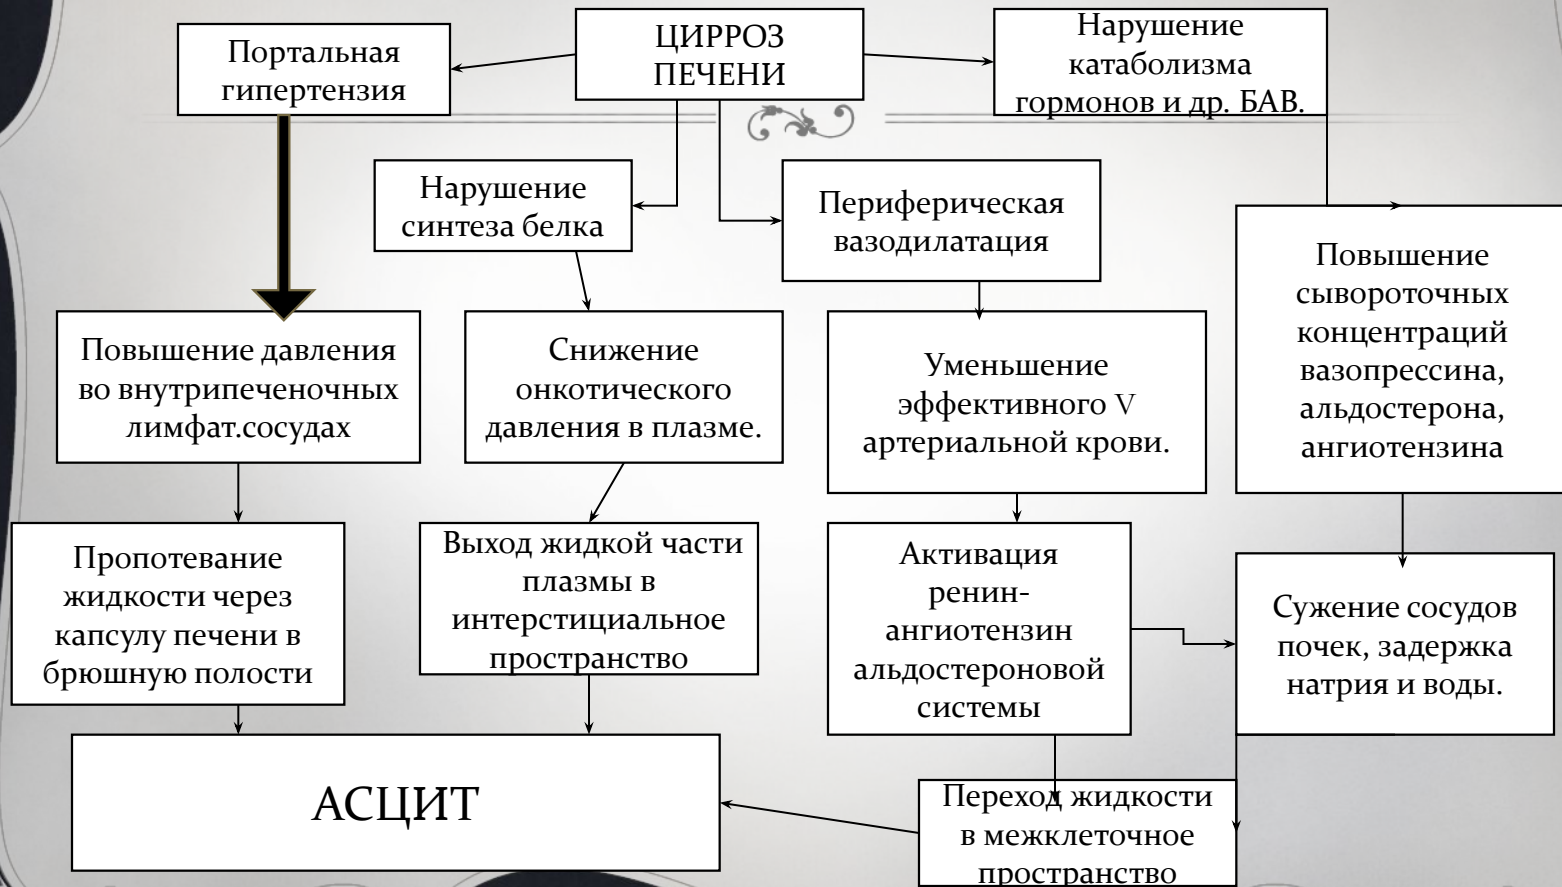 Портальная
гипертензия
ЦИРРОЗ
ПЕЧЕНИ
Нарушение
катаболизма
гормонов и др. БАВ.
Нарушение
синтеза белка
Периферическая
вазодилатация
Повышение
сывороточных
концентраций
вазопрессина,
альдостерона,
ангиотензина
Повышение давления
во внутрипеченочных
лимфат.сосудах
Снижение
онкотического
давления в плазме.
Уменьшение
эффективного V
артериальной крови.
Пропотевание
жидкости через
капсулу печени в
брюшную полости
Выход жидкой части
плазмы в
интерстициальное
пространство
Активация
ренин-
ангиотензин
альдостероновой
системы
Сужение сосудов
почек, задержка
натрия и воды.
АСЦИТ
Переход жидкости
в межклеточное
пространство